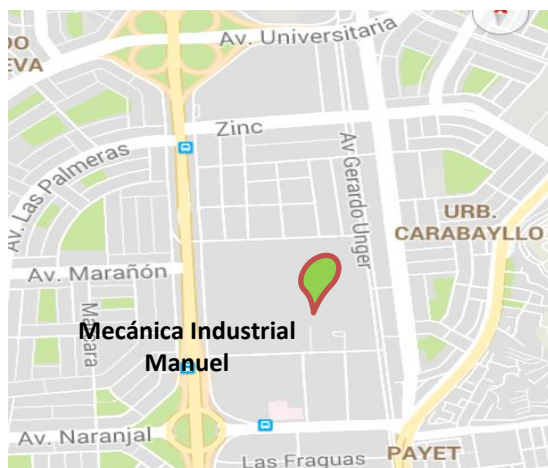 Av. Universitaria
DO
EVA
Zinc
Av. Las Palmeras
Av Gerardo Unger
URB.
CARABAYLLO
Av. Marañón
Mecánica Industrial
Manuel
Av. Naranjal
Las Fraguas
PAYET